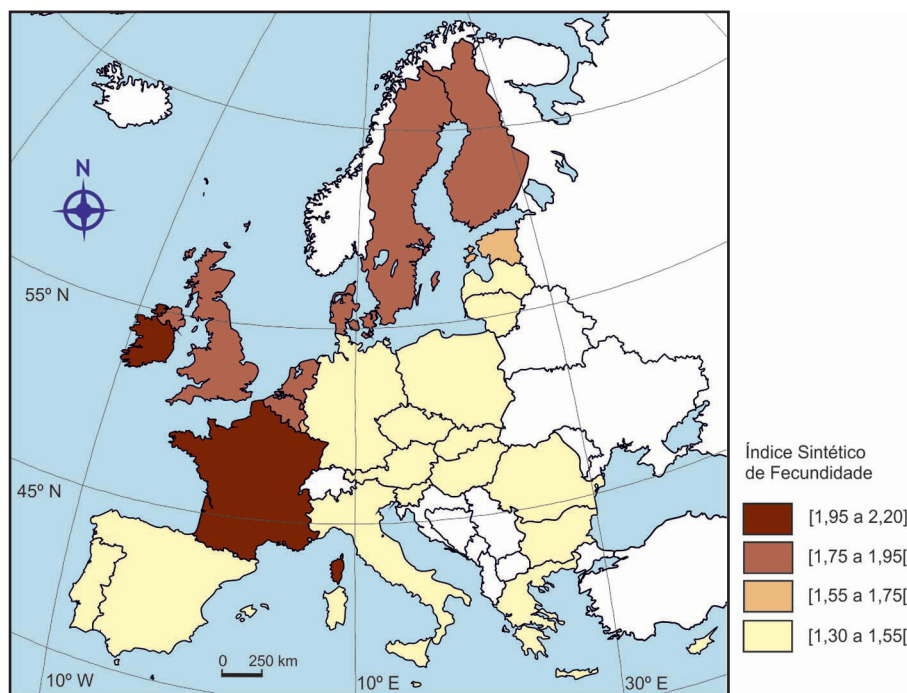 N
55º N
45º N
10º W
0 250 km
10º E
30º E
Índice Sintético
de Fecundidade
[1,95 a 2,20]
[1,75 a 1,95[
[1,55 a 1,75[
[1,30 a 1,55[